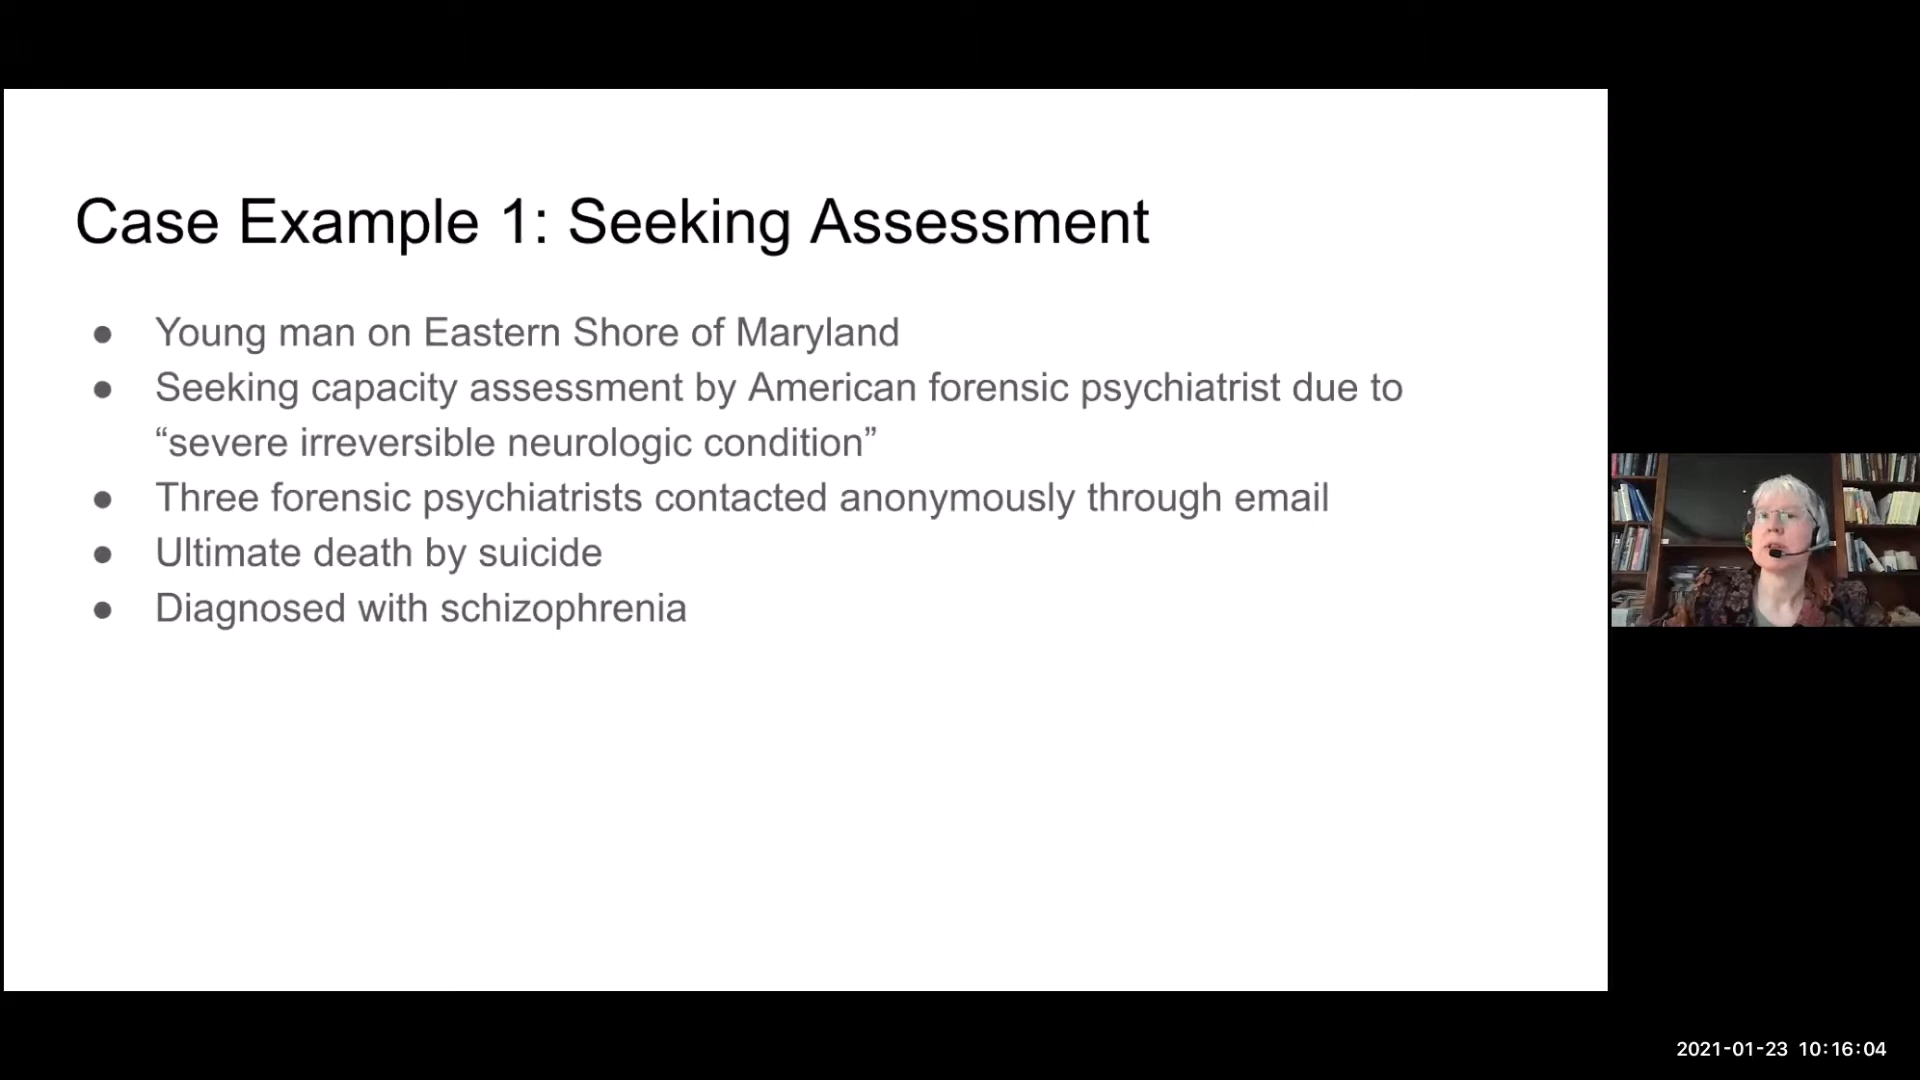 Case Example 1: Seeking Assessment
● Young man on Eastern Shore of Maryland
● Seeking capacity assessment by American forensic psychiatrist due to
“severe irreversible neurologic condition”
● Three forensic psychiatrists contacted anonymously through email
● Ultimate death by suicide
● Diagnosed with schizophrenia
2021-01-23 10:16:04